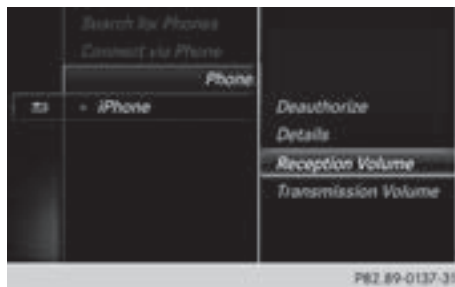 Search for Phones
Connect via Phone
Phone
iPhone
Deauthorize
Details
Reception Volume
Transmission Volume
P82.89-0137-31